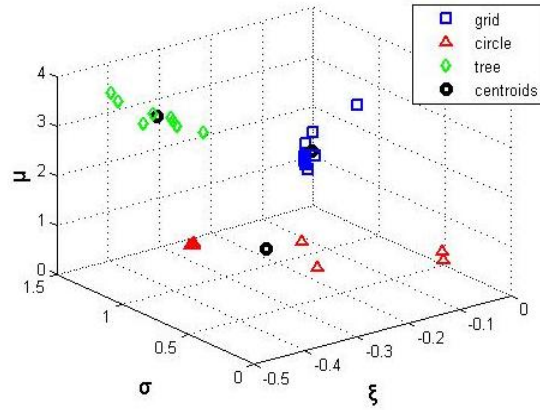 grid
circle
tree
centroids
4
3
2
1
0
μ
1.5
1
0.5
0
σ
-0.5
-0.4
-0.3
-0.2
-0.1
0
ξ